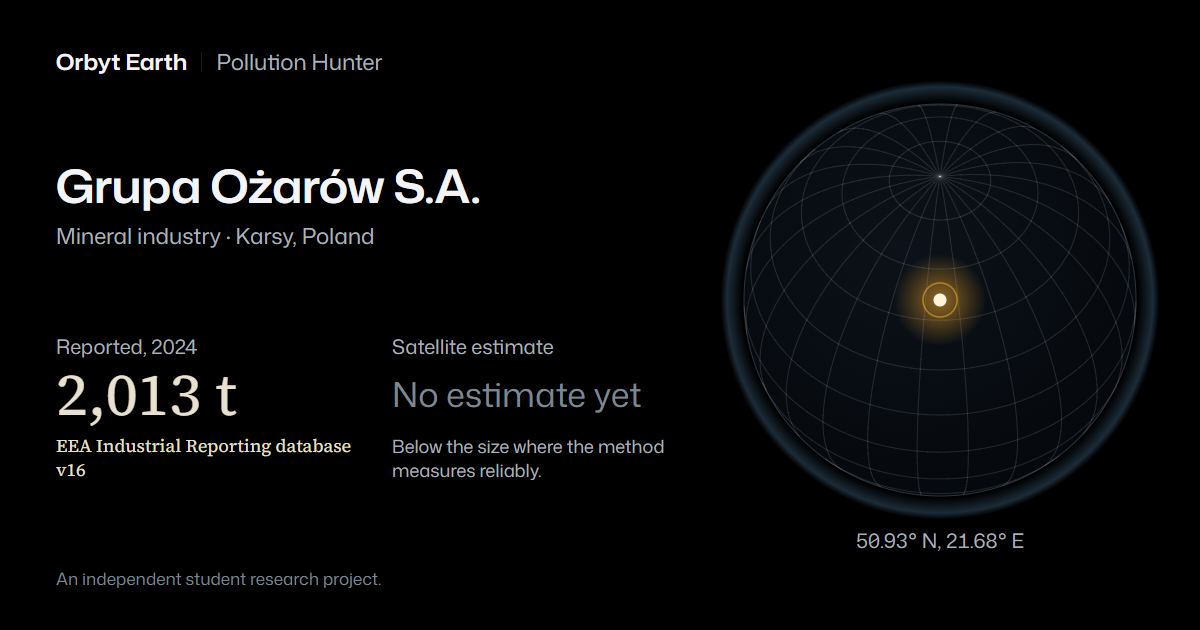 Orbyt Earth | Pollution Hunter
Grupa Ożarów S.A.
Mineral industry · Karsy, Poland
Reported, 2024
2,013 t
EEA Industrial Reporting database
v16
Satellite estimate
No estimate yet
Below the size where the method
measures reliably.
50.93° N, 21.68° E
An independent student research project.